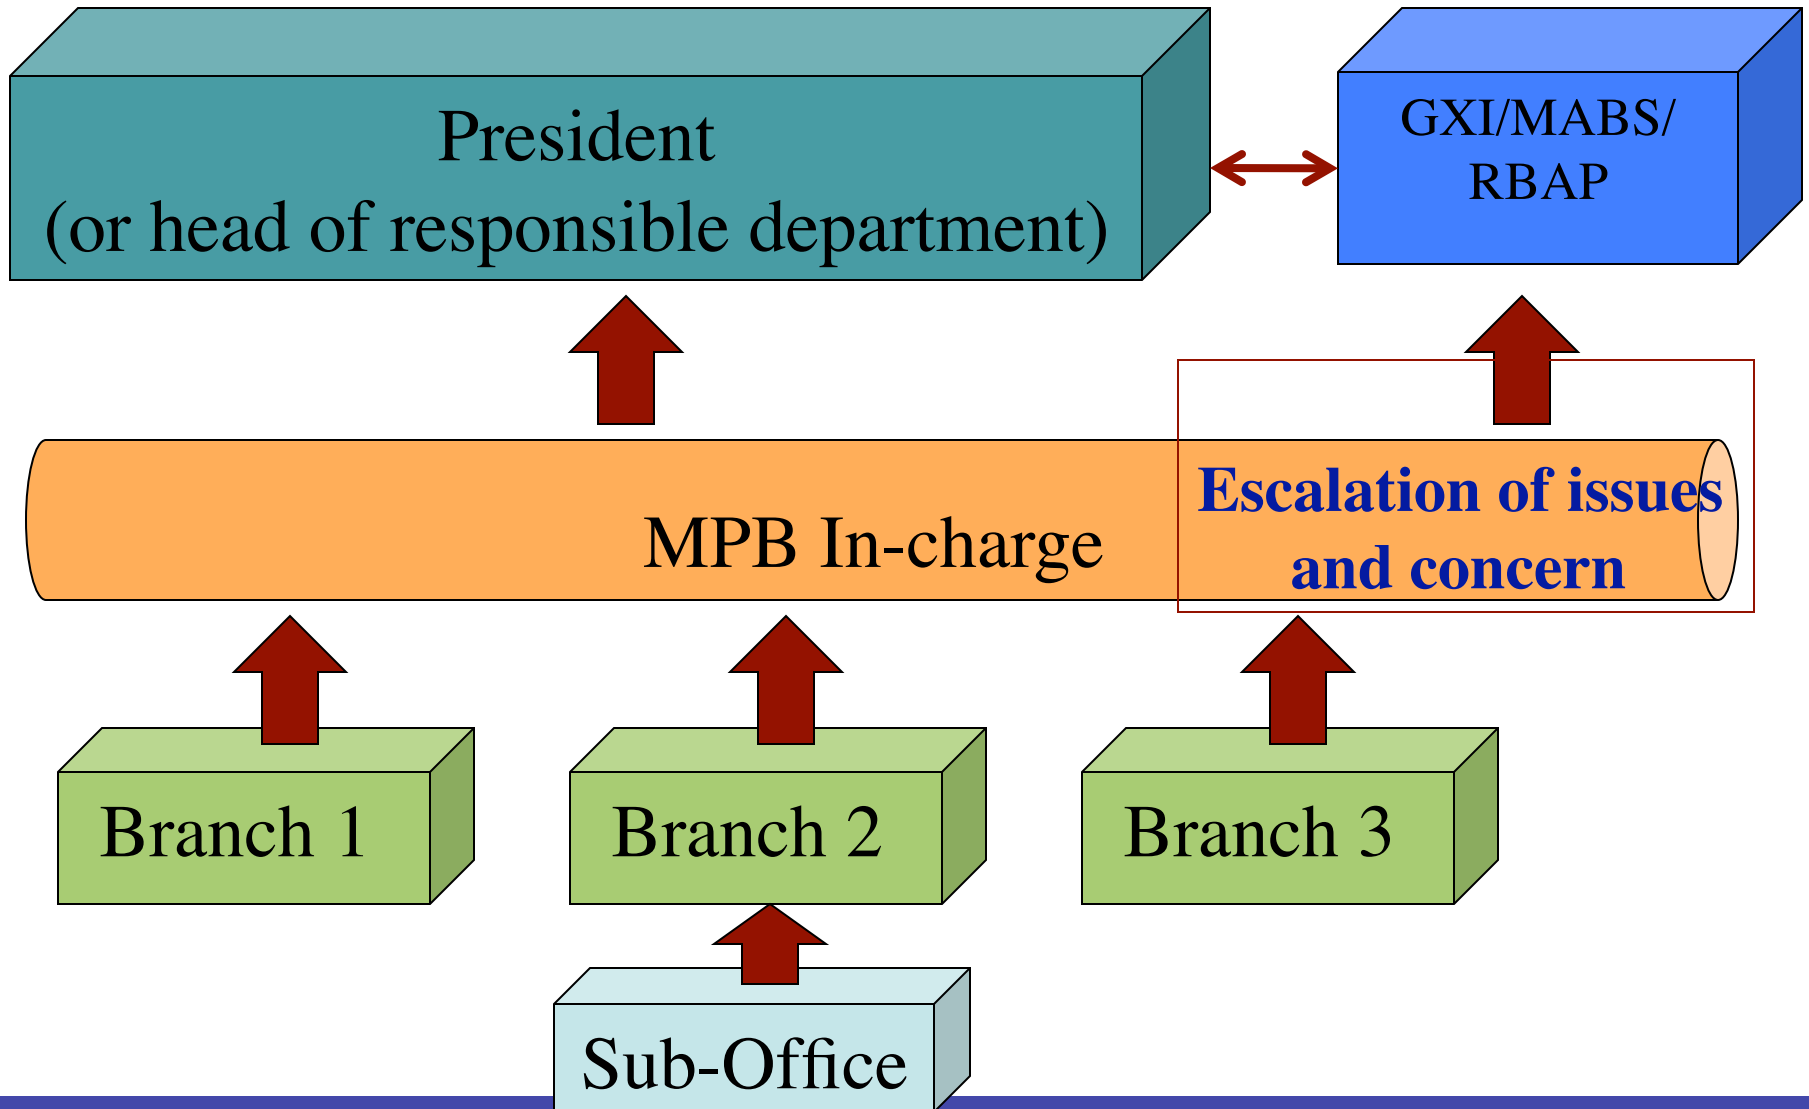 President
(or head of responsible department)
GXI/MABS/
RBAP
MPB In-charge
Escalation of issues
and concern
Branch 1
Branch 2
Branch 3
Sub-Office